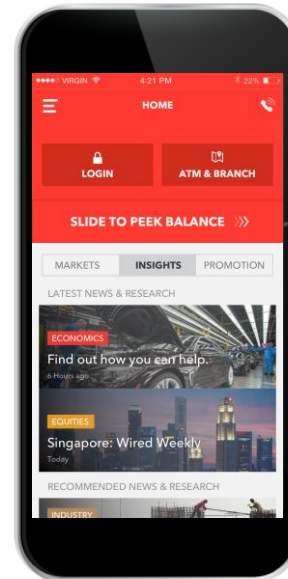 VIRGIN 4:21 PM 22%
HOME
LOGIN
ATM & BRANCH
SLIDE TO PEEK BALANCE
MARKETS INSIGHTS PROMOTION
LATEST NEWS & RESEARCH
ECONOMICS
Find out how you can help.
6 Hours ago
EQUITIES
Singapore: Wired Weekly
Today
RECOMMENDED NEWS & RESEARCH
INDUSTRY